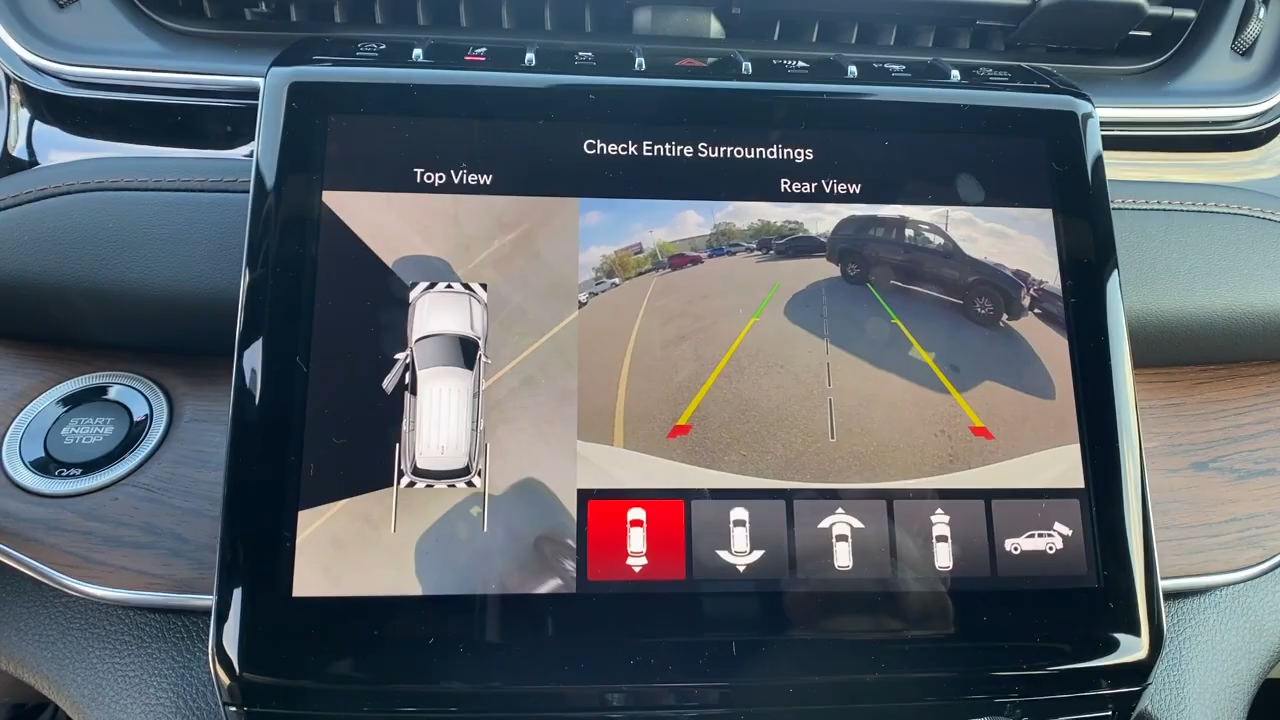 Check Entire Surroundings
Top View
Rear View
START
ENGINE
STOP